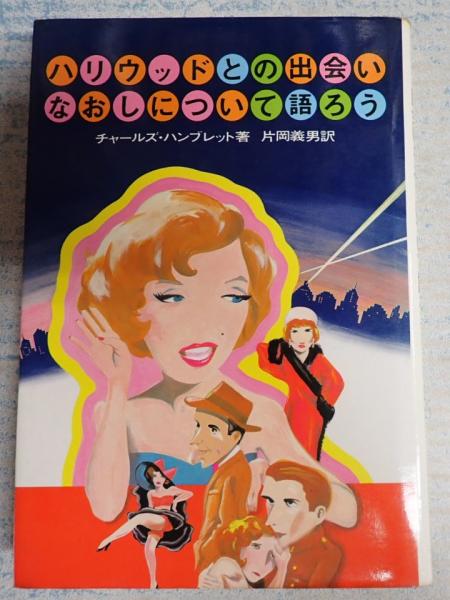 ハリウッドとの出会い
なおしについて語ろう
チャールズ・ハンブレット著 片岡義男訳